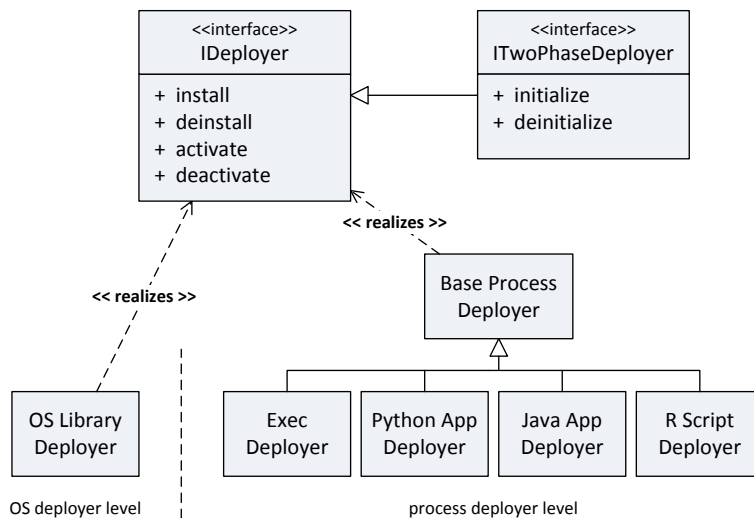 <<interface>>
IDeployer
+ install
+ deinstall
+ activate
+ deactivate
<<interface>>
ITwoPhaseDeployer
+ initialize
+ deinitialize
<< realizes >>
<< realizes >>
Base Process
Deployer
OS Library
Deployer
Exec
Deployer
Python App
Deployer
Java App
Deployer
R Script
Deployer
OS deployer level
process deployer level